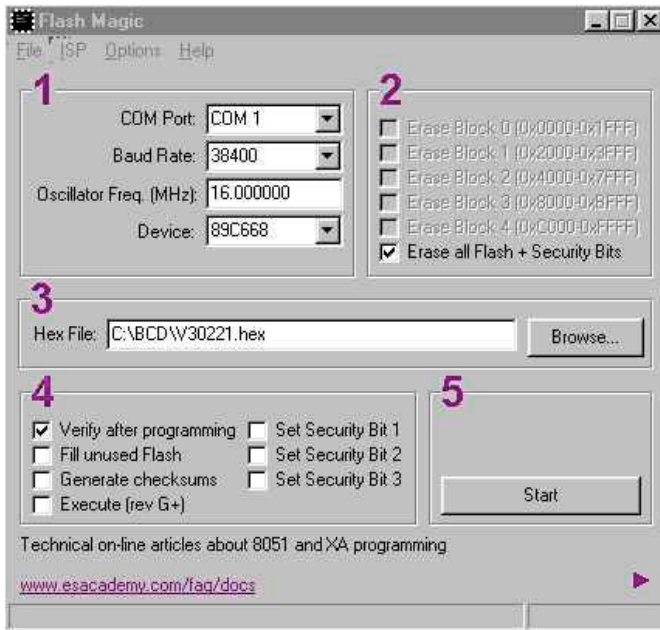 Flash Magic
File ISP Options Help
1
COM Port: COM 1
Baud Rate: 38400
Oscillator Freq. (MHz): 16.000000
Device: 89C668
2
Erase Block 0 (0x0000-0x1FFF)
Erase Block 1 (0x2000-0x3FFF)
Erase Block 2 (0x4000-0x7FFF)
Erase Block 3 (0x8000-0xBFFF)
Erase Block 4 (0xC000-0xFFFF)
Erase all Flash + Security Bits
3
Hex File: C:\BCD\V30221.hex
Browse...
4
Verify after programming Set Security Bit 1
Fill unused Flash Set Security Bit 2
Generate checksums Set Security Bit 3
Execute (rev G+)
5
Start
Technical on-line articles about 8051 and XA programming
www.esacademy.com/faq/docs